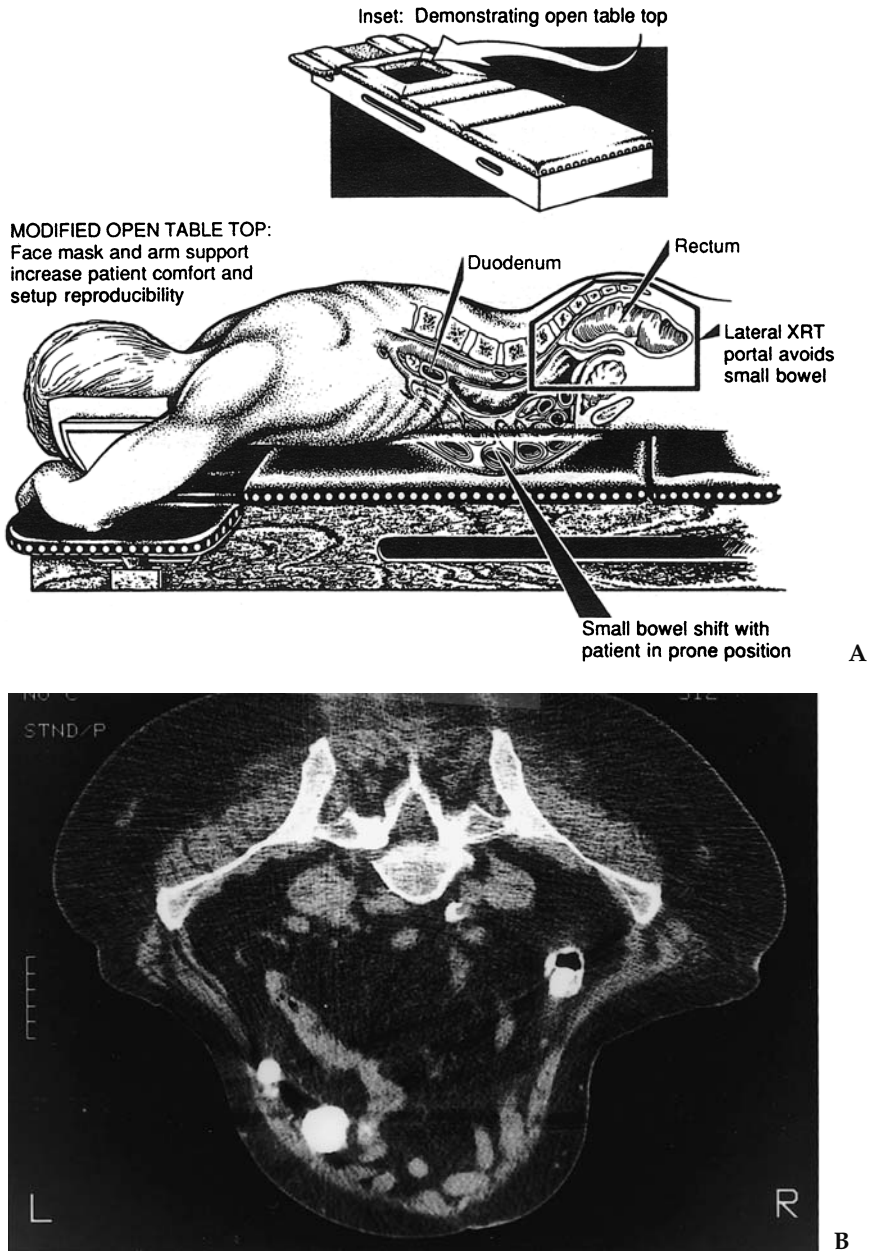 Inset: Demonstrating open table top
MODIFIED OPEN TABLE TOP:
Face mask and arm support
increase patient comfort and
setup reproducibility
Duodenum
Rectum
Lateral XRT
portal avoids
small bowel
Small bowel shift with
patient in prone position
A
STND/P
L
R
B